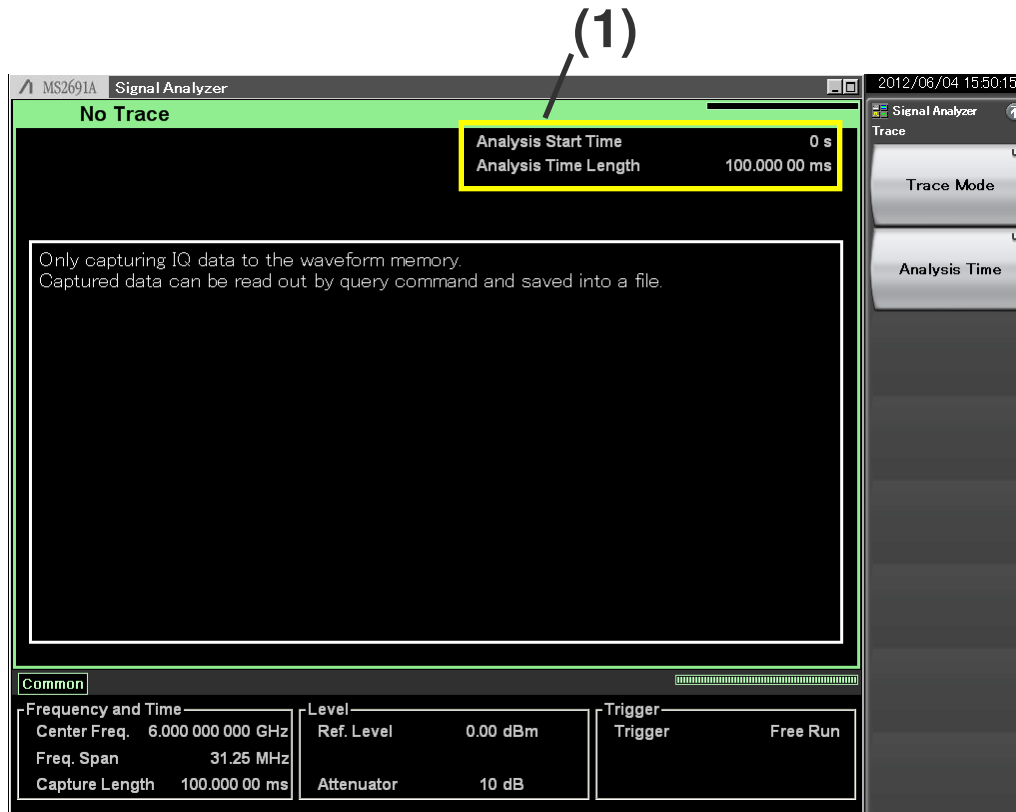 (1)
MS2691A Signal Analyzer
2012/06/04 15:50:15
No Trace
Signal Analyzer
Trace
Analysis Start Time 0 s
Analysis Time Length 100.000 00 ms
Trace Mode
Analysis Time
Only capturing IQ data to the waveform memory.
Captured data can be read out by query command and saved into a file.
Common
Frequency and Time
Center Freq. 6.000 000 000 GHz
Freq. Span 31.25 MHz
Capture Length 100.000 00 ms
Level
Ref. Level 0.00 dBm
Attenuator 10 dB
Trigger
Trigger Free Run